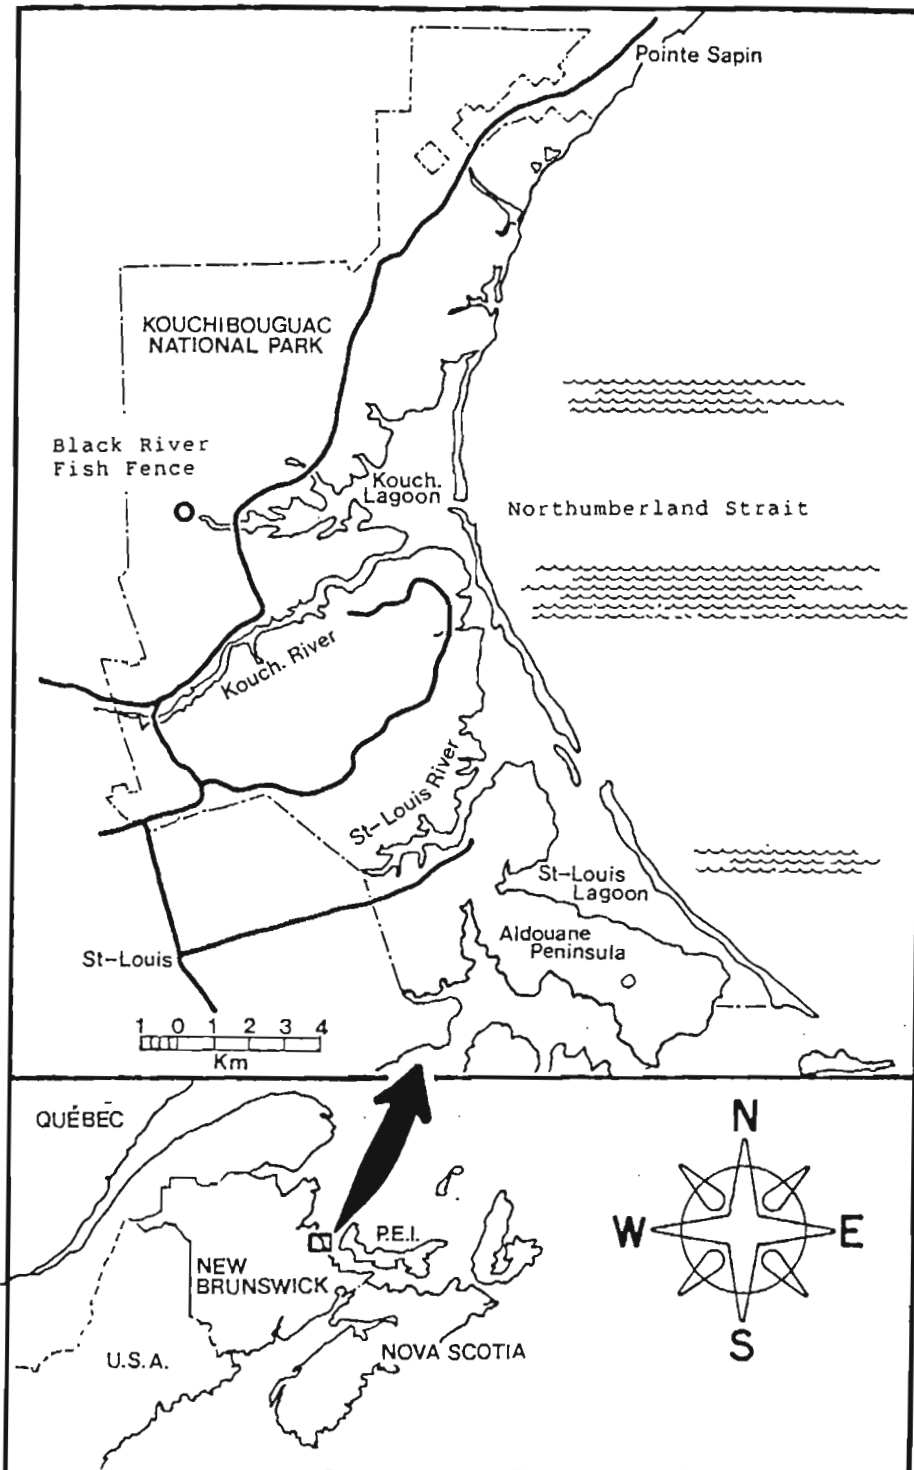 Pointe Sapin
KOUCHIBOUGUAC
NATIONAL PARK
Black River
Fish Fence
Kouch.
Lagoon
Northumberland Strait
Kouch. River
St-Louis River
St-Louis
Lagoon
Aldouane
Peninsula
St-Louis
1 0 1 2 3 4
Km
QUÉBEC
N
W
E
S
P.E.I.
NEW
BRUNSWICK
U.S.A.
NOVA SCOTIA